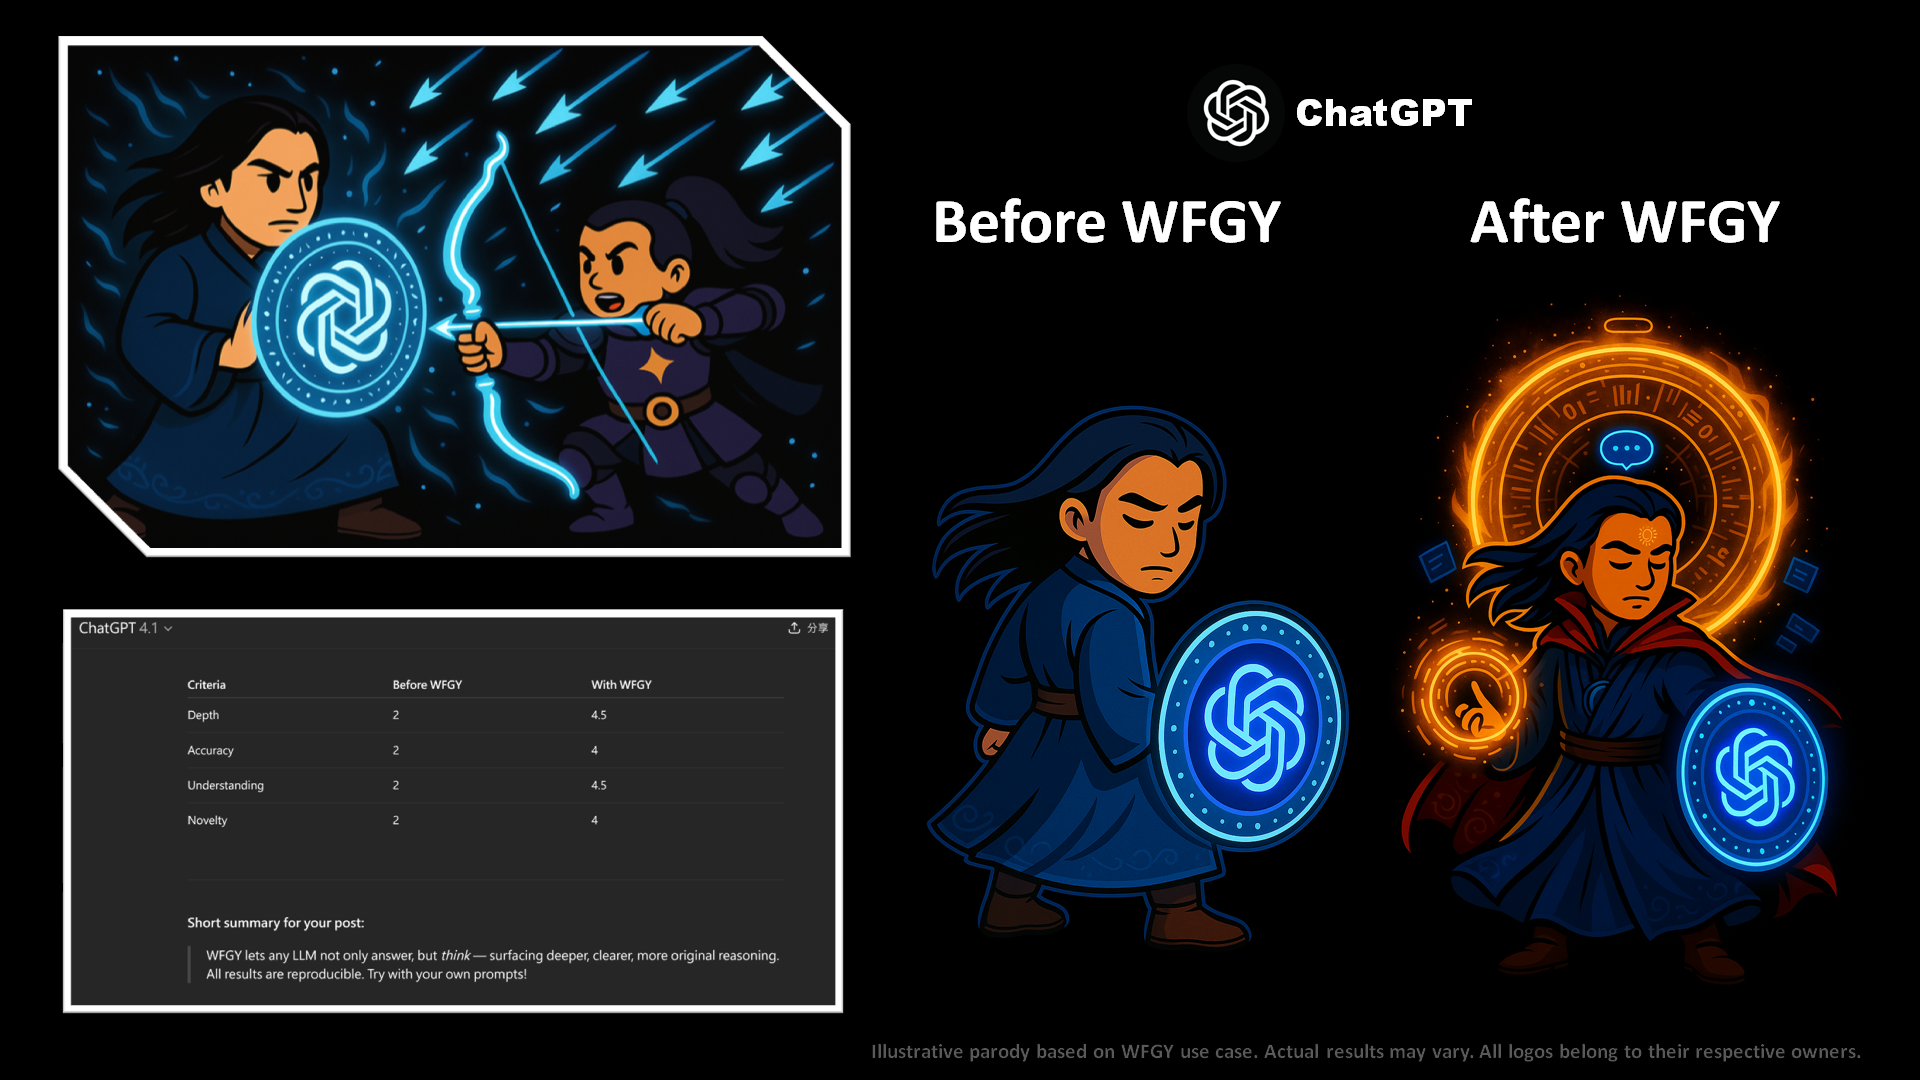 ChatGPT
Before WFGY
After WFGY
ChatGPT 4.1
分享
Criteria Before WFGY With WFGY
Depth 2 4.5
Accuracy 2 4
Understanding 2 4.5
Novelty 2 4
Short summary for your post:
WFGY lets any LLM not only answer, but think — surfacing deeper, clearer, more original reasoning.
All results are reproducible. Try with your own prompts!
Illustrative parody based on WFGY use case. Actual results may vary. All logos belong to their respective owners.